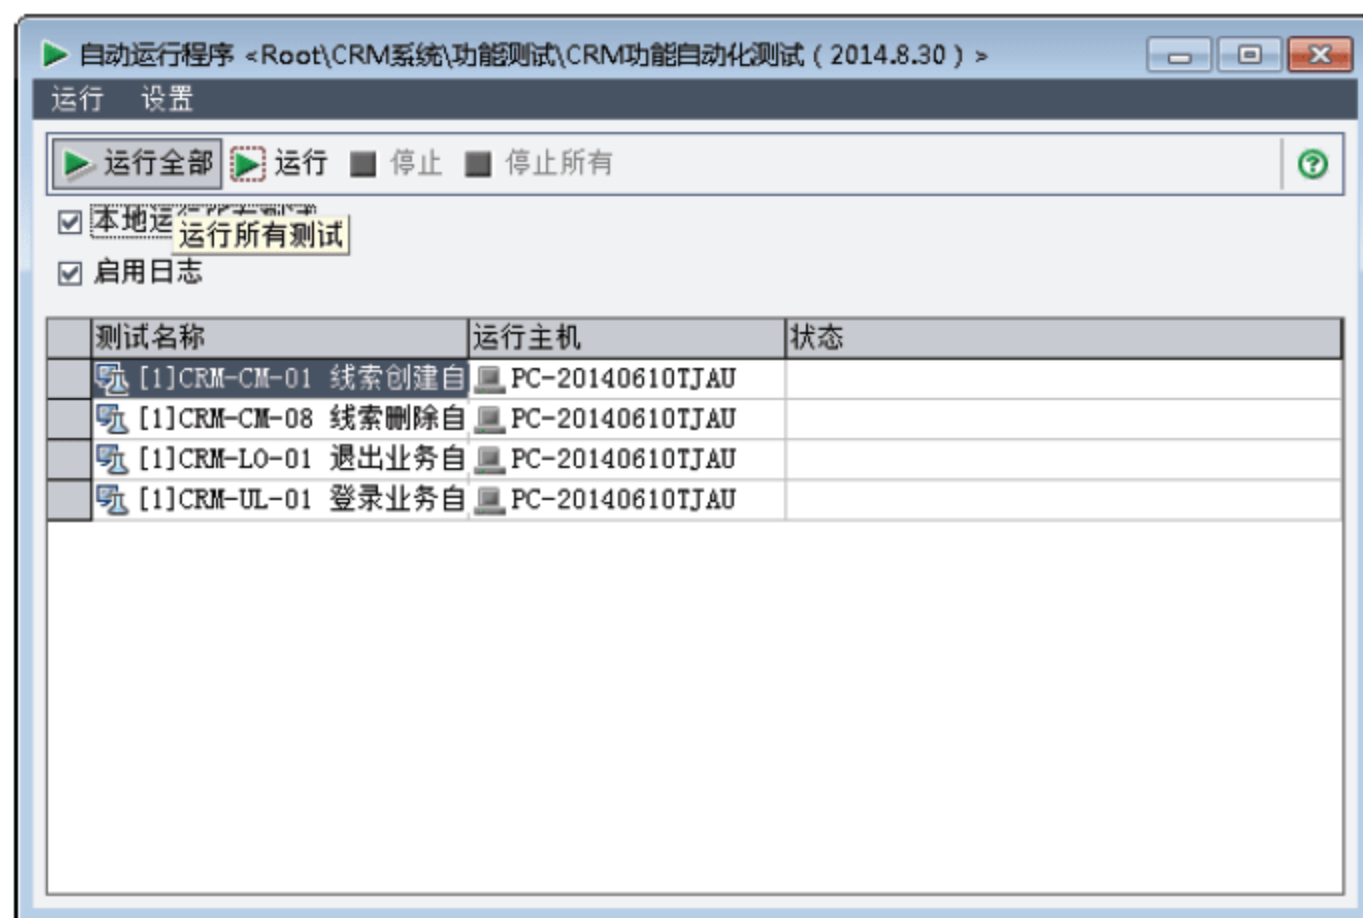 自动运行程序 <Root\CRM系统\功能测试\CRM功能自动化测试(2014.8.30)>
运行 设置
运行全部 运行 停止 停止所有
本地运
运行所有测试
启用日志
测试名称 运行主机 状态
[1]CRM-CM-01 线索创建自 PC-20140610TJAU
[1]CRM-CM-08 线索删除自 PC-20140610TJAU
[1]CRM-LO-01 退出业务自 PC-20140610TJAU
[1]CRM-UL-01 登录业务自 PC-20140610TJAU